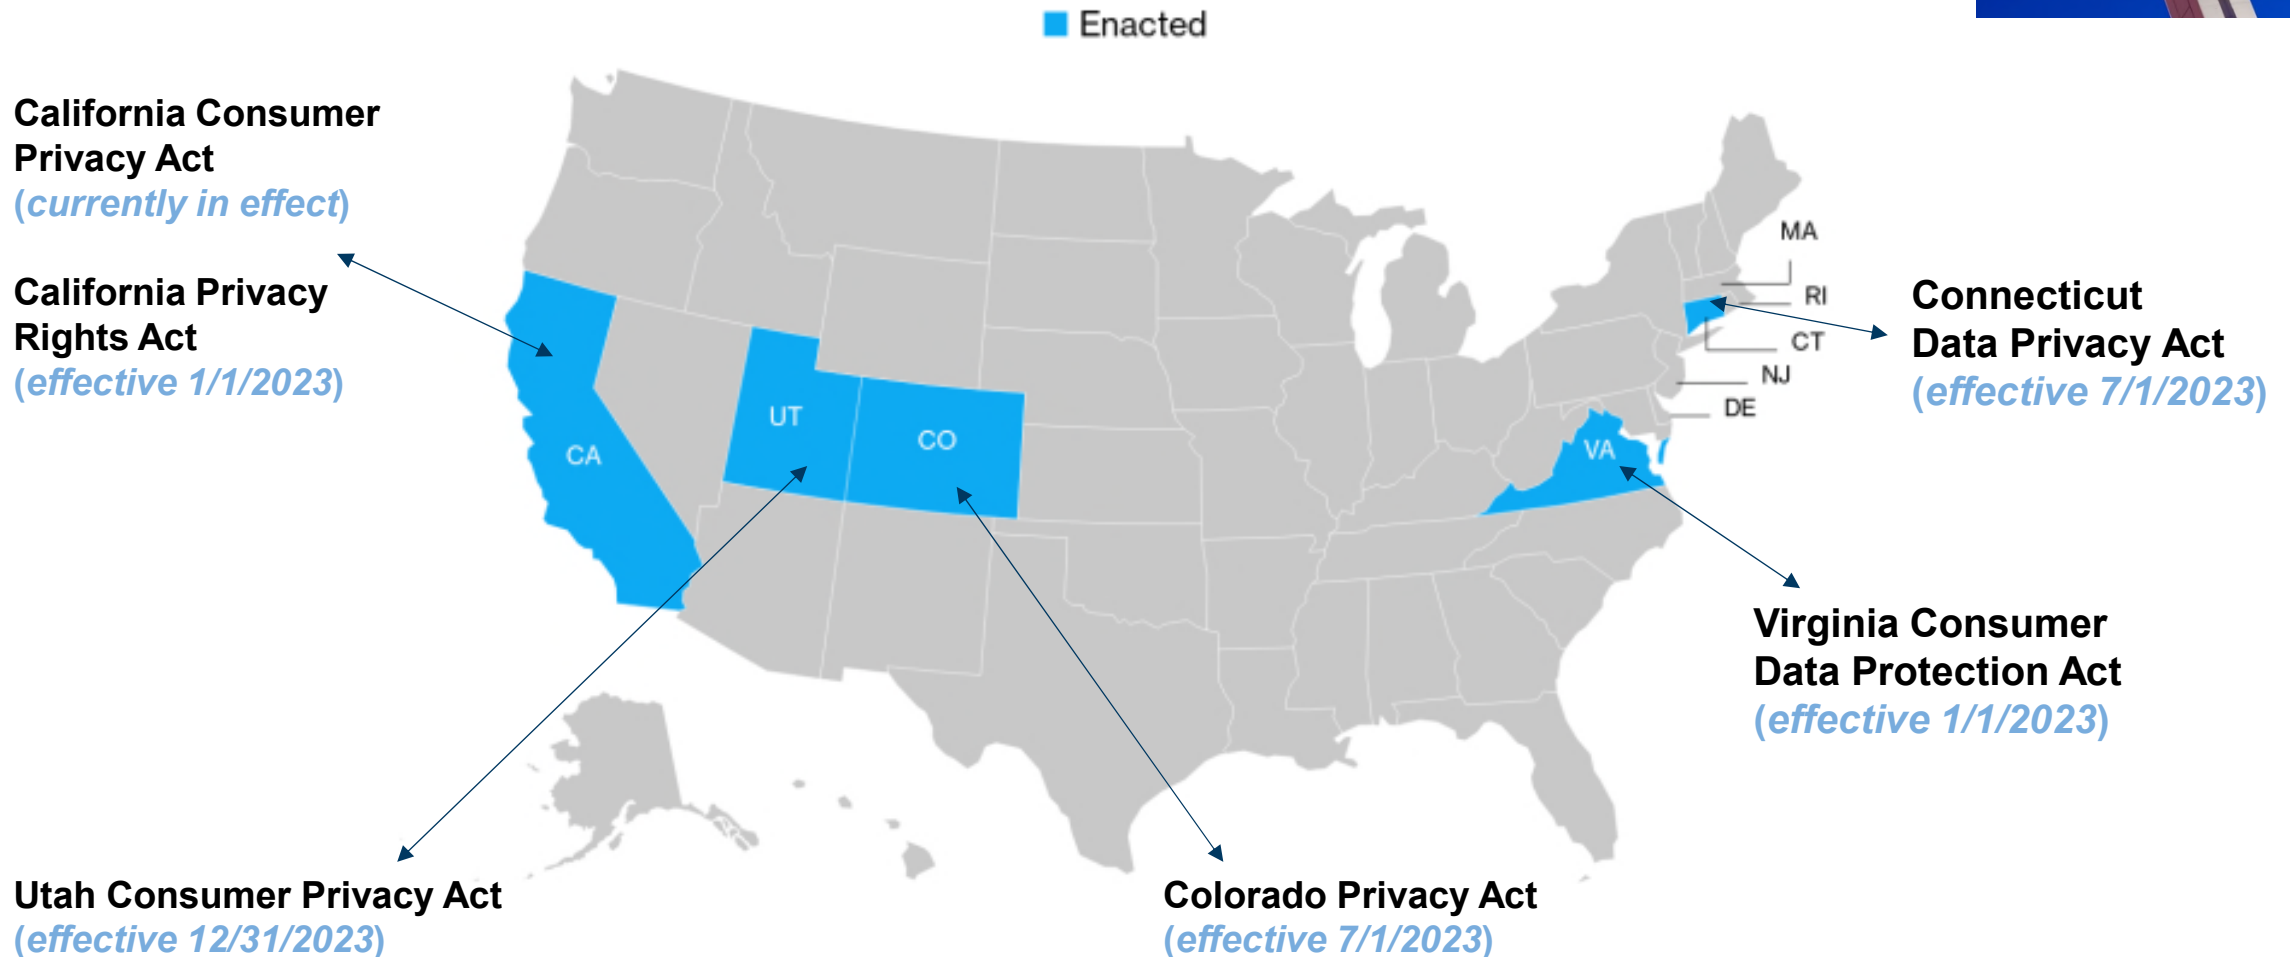 Enacted
California Consumer
Privacy Act
(currently in effect)
California Privacy
Rights Act
(effective 1/1/2023)
MA
RI
CT
NJ
DE
Connecticut
Data Privacy Act
(effective 7/1/2023)
CA
UT
CO
VA
Virginia Consumer
Data Protection Act
(effective 1/1/2023)
Utah Consumer Privacy Act
(effective 12/31/2023)
Colorado Privacy Act
(effective 7/1/2023)